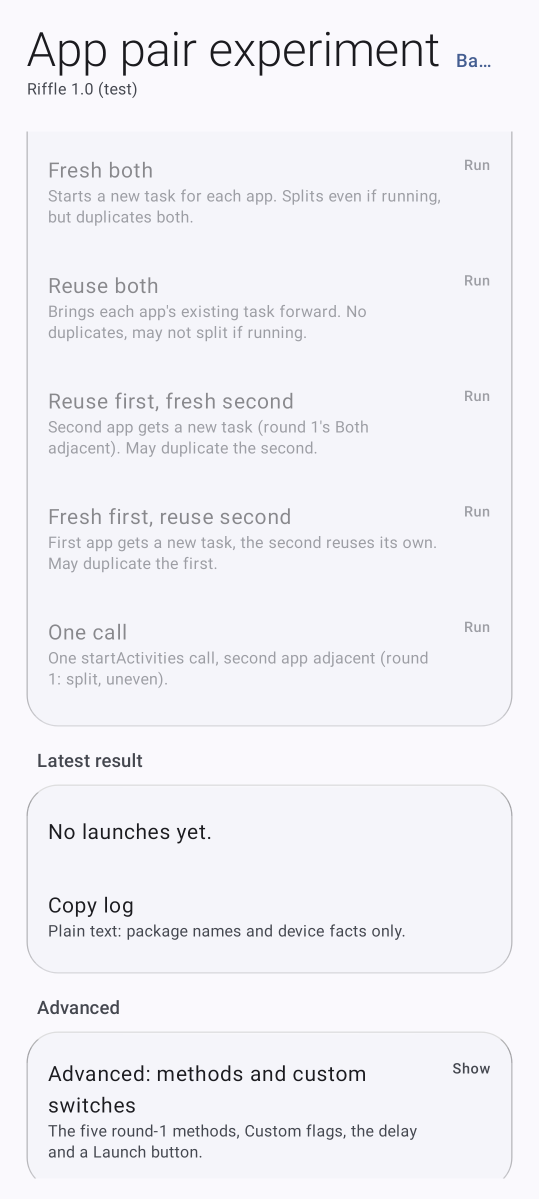 App pair experiment Ba...
Riffle 1.0 (test)
Fresh both Run
Starts a new task for each app. Splits even if running,
but duplicates both.
Reuse both Run
Brings each app's existing task forward. No
duplicates, may not split if running.
Reuse first, fresh second Run
Second app gets a new task (round 1's Both
adjacent). May duplicate the second.
Fresh first, reuse second Run
First app gets a new task, the second reuses its own.
May duplicate the first.
One call Run
One startActivities call, second app adjacent (round
1: split, uneven).
Latest result
No launches yet.
Copy log
Plain text: package names and device facts only.
Advanced
Advanced: methods and custom Show
switches
The five round-1 methods, Custom flags, the delay
and a Launch button.